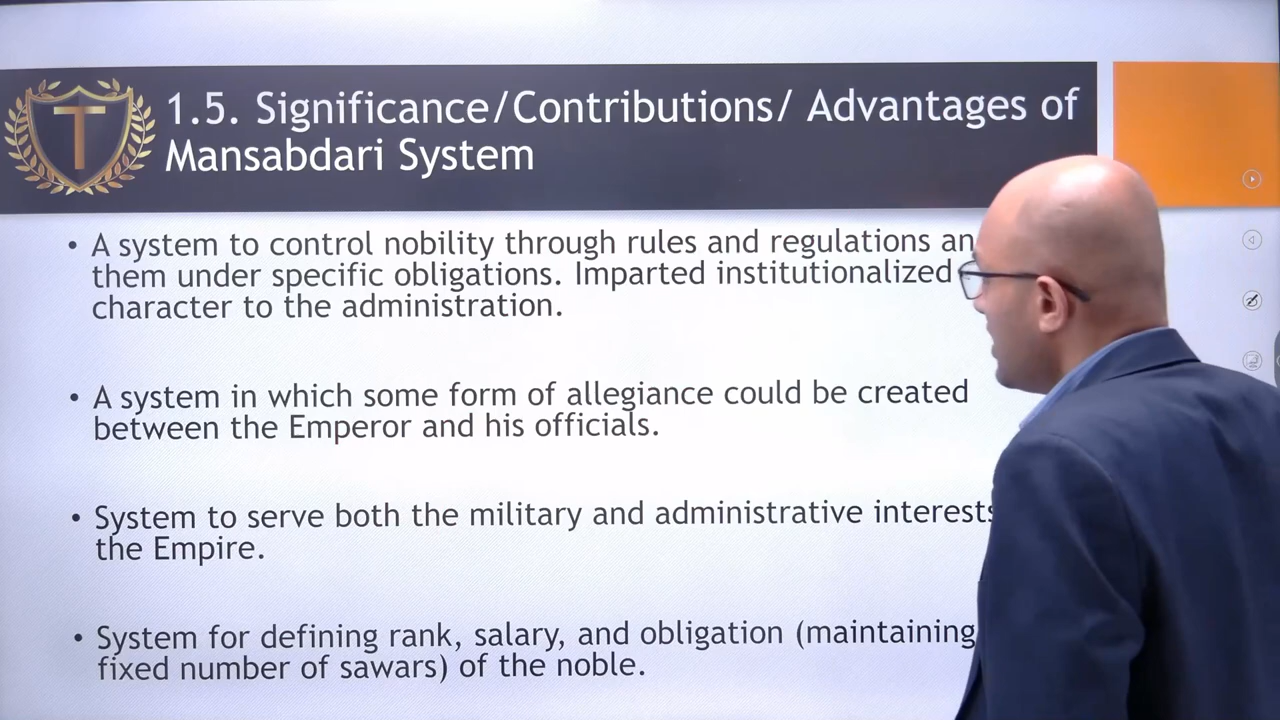 T
1.5. Significance/Contributions/ Advantages of
Mansabdari System
• A system to control nobility through rules and regulations
them under specific obligations. Imparted institutionalized
character to the administration.
• A system in which some form of allegiance could be created
between the Emperor and his officials.
• System to serve both the military and administrative interests
the Empire.
• System for defining rank, salary, and obligation (maintaining
fixed number of sawars) of the noble.